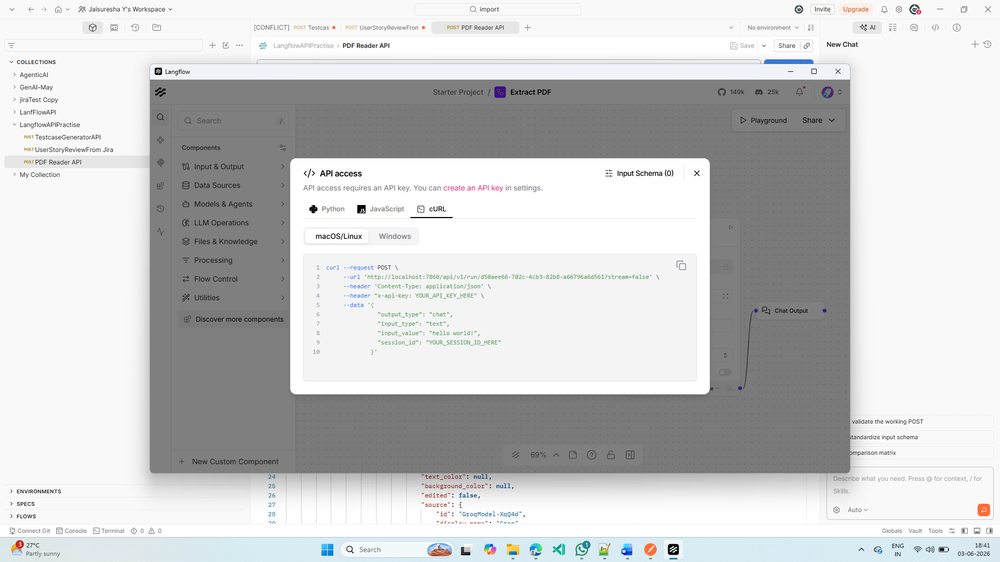 Jaisuresha Y's Workspace
import
Invite
Upgrade
[CONFLICT] POST Testcas
POST UserStoryReviewFrom
POST PDF Reader API
No environment
AI
LangflowAPIPractise > PDF Reader API
Save
Share
New Chat
COLLECTIONS
AgenticAI
GenAI-May
jiraTest Copy
LanfFlowAPI
LangflowAPIPractise
POST TestcaseGeneratorAPI
POST UserStoryReviewFrom Jira
POST PDF Reader API
My Collection
ENVIRONMENTS
SPECS
FLOWS
Langflow
Starter Project / Extract PDF
149k
25k
Search
/
Playground
Share
Components
Input & Output
Data Sources
Models & Agents
LLM Operations
Files & Knowledge
Processing
Flow Control
Utilities
Discover more components
New Custom Component
API access
Input Schema (0)
API access requires an API key. You can create an API key in settings.
Python
JavaScript
cURL
macOS/Linux
Windows
1 curl --request POST \
2 --url 'http://localhost:7860/api/v1/run/d50aee66-702c-4cb3-82b8-a66796a6d561?stream=false' \
3 --header 'Content-Type: application/json' \
4 --header "x-api-key: YOUR_API_KEY_HERE" \
5 --data '{
6 "output_type": "chat",
7 "input_type": "text",
8 "input_value": "hello world!",
9 "session_id": "YOUR_SESSION_ID_HERE"
10 }'
Chat Output
69%
validate the working POST
standardize input schema
omparison matrix
24 "text_color": null,
25 "background_color": null,
26 "edited": false,
27 "source": {
28 "id": "GroqModel-XqQ4d",
29 "display_name": "Groq"
Describe what you need. Press @ for context, / for
Skills.
Auto
Connect Git
Console
Terminal
0
0
Globals
Vault
Tools
3
27°C
Partly sunny
Search
1
ENG
IN
18:41
03-06-2026